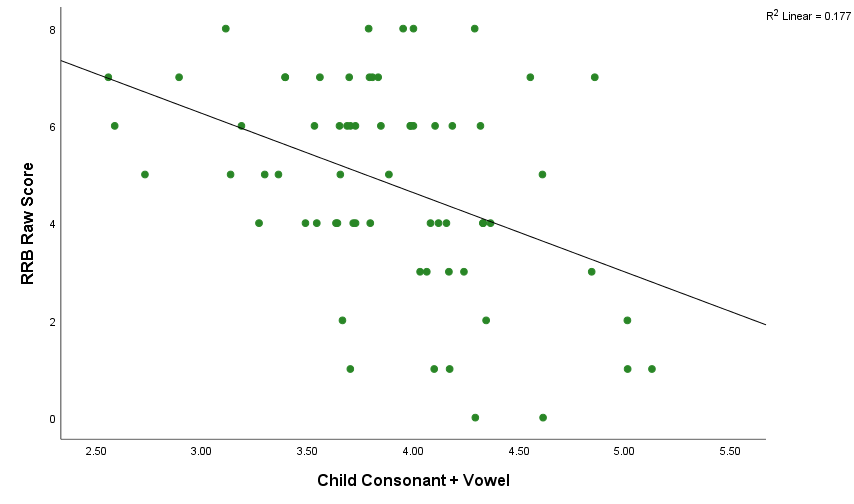 R2 Linear = 0.177
8
6
4
2
0
RRB Raw Score
2.50 3.00 3.50 4.00 4.50 5.00 5.50
Child Consonant + Vowel